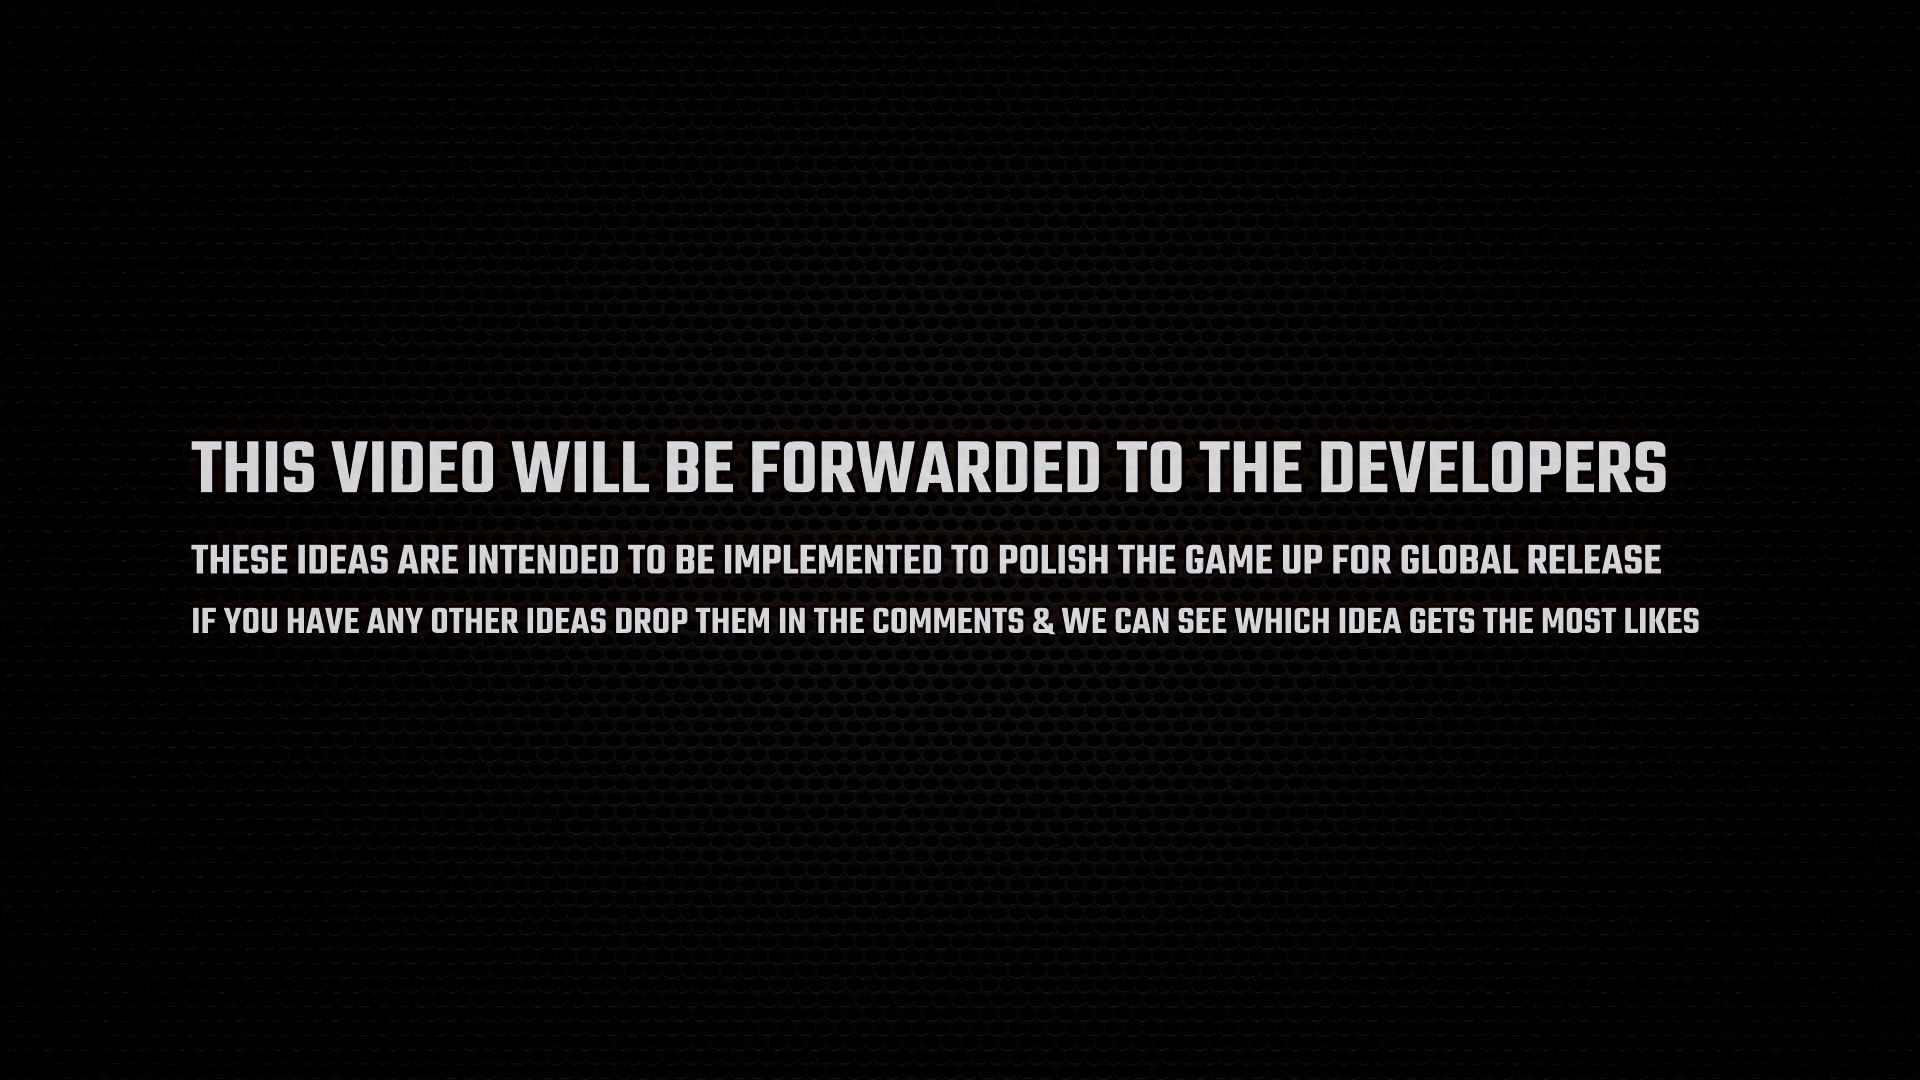 THIS VIDEO WILL BE FORWARDED TO THE DEVELOPERS
THESE IDEAS ARE INTENDED TO BE IMPLEMENTED TO POLISH THE GAME UP FOR GLOBAL RELEASE
IF YOU HAVE ANY OTHER IDEAS DROP THEM IN THE COMMENTS & WE CAN SEE WHICH IDEA GETS THE MOST LIKES